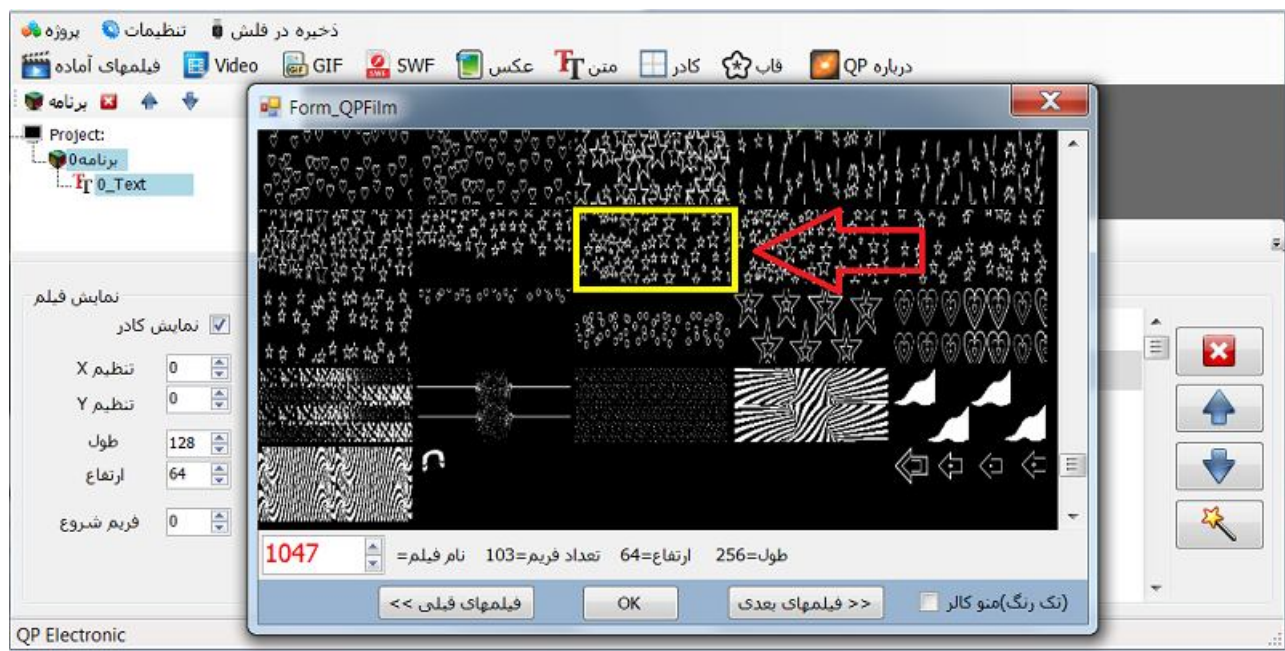 پروژه تنظیمات ذخیره در فلش
فیلمهای آماده Video GIF SWF عکس متن کادر قاب درباره QP
برنامه
Form_QPFilm
Project:
برنامه0
0_Text
نمایش فیلم
نمایش کادر
تنظیم X 0
تنظیم Y 0
طول 128
ارتفاع 64
فریم شروع 0
1047 نام فیلم= تعداد فریم=103 ارتفاع=64 طول=256
فیلمهای قبلی >> OK << فیلمهای بعدی (تک رنگ)منو کالر
QP Electronic